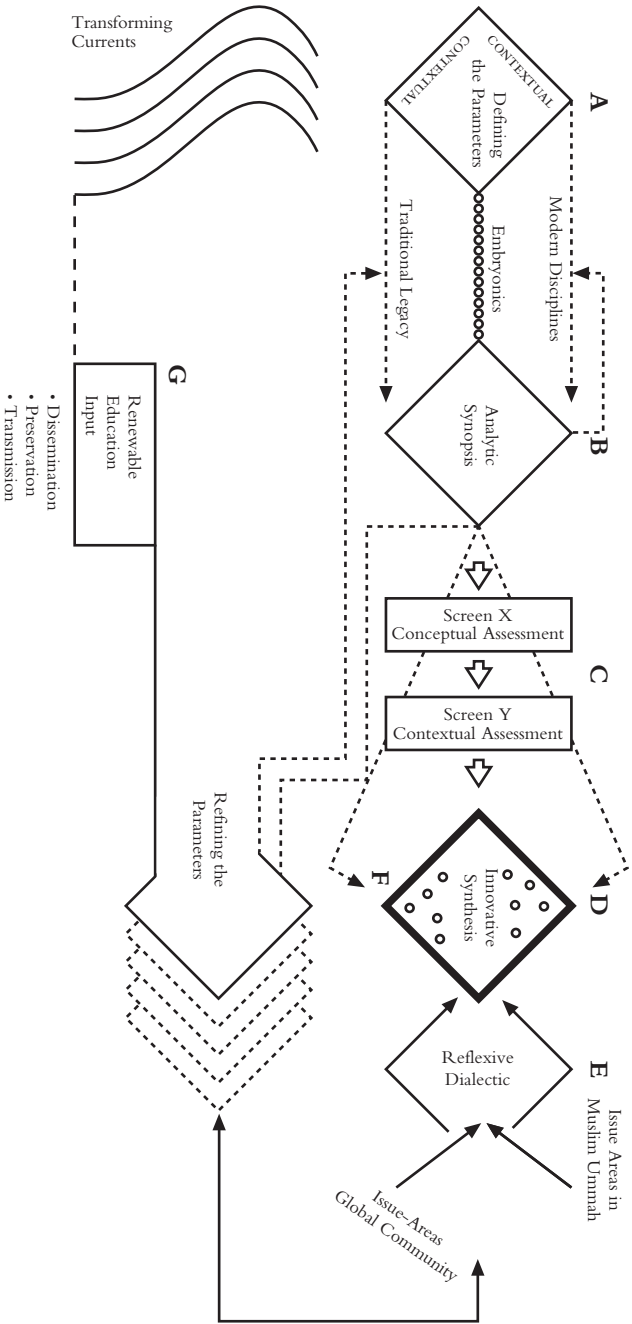 A
CONTEXTUAL
CONTEXTUAL
Defining
the Parameters
Modern Disciplines
Embryonics
Traditional Legacy
B
Analytic
Synopsis
C
Screen X
Conceptual Assessment
Screen Y
Contextual Assessment
D
Innovative
Synthesis
F
E
Reflexive
Dialectic
Issue Areas in
Muslim Ummah
Issue–Areas
Global Community
Refining the
Parameters
G
Renewable
Education
Input
• Dissemination
• Preservation
• Transmission
Transforming
Currents